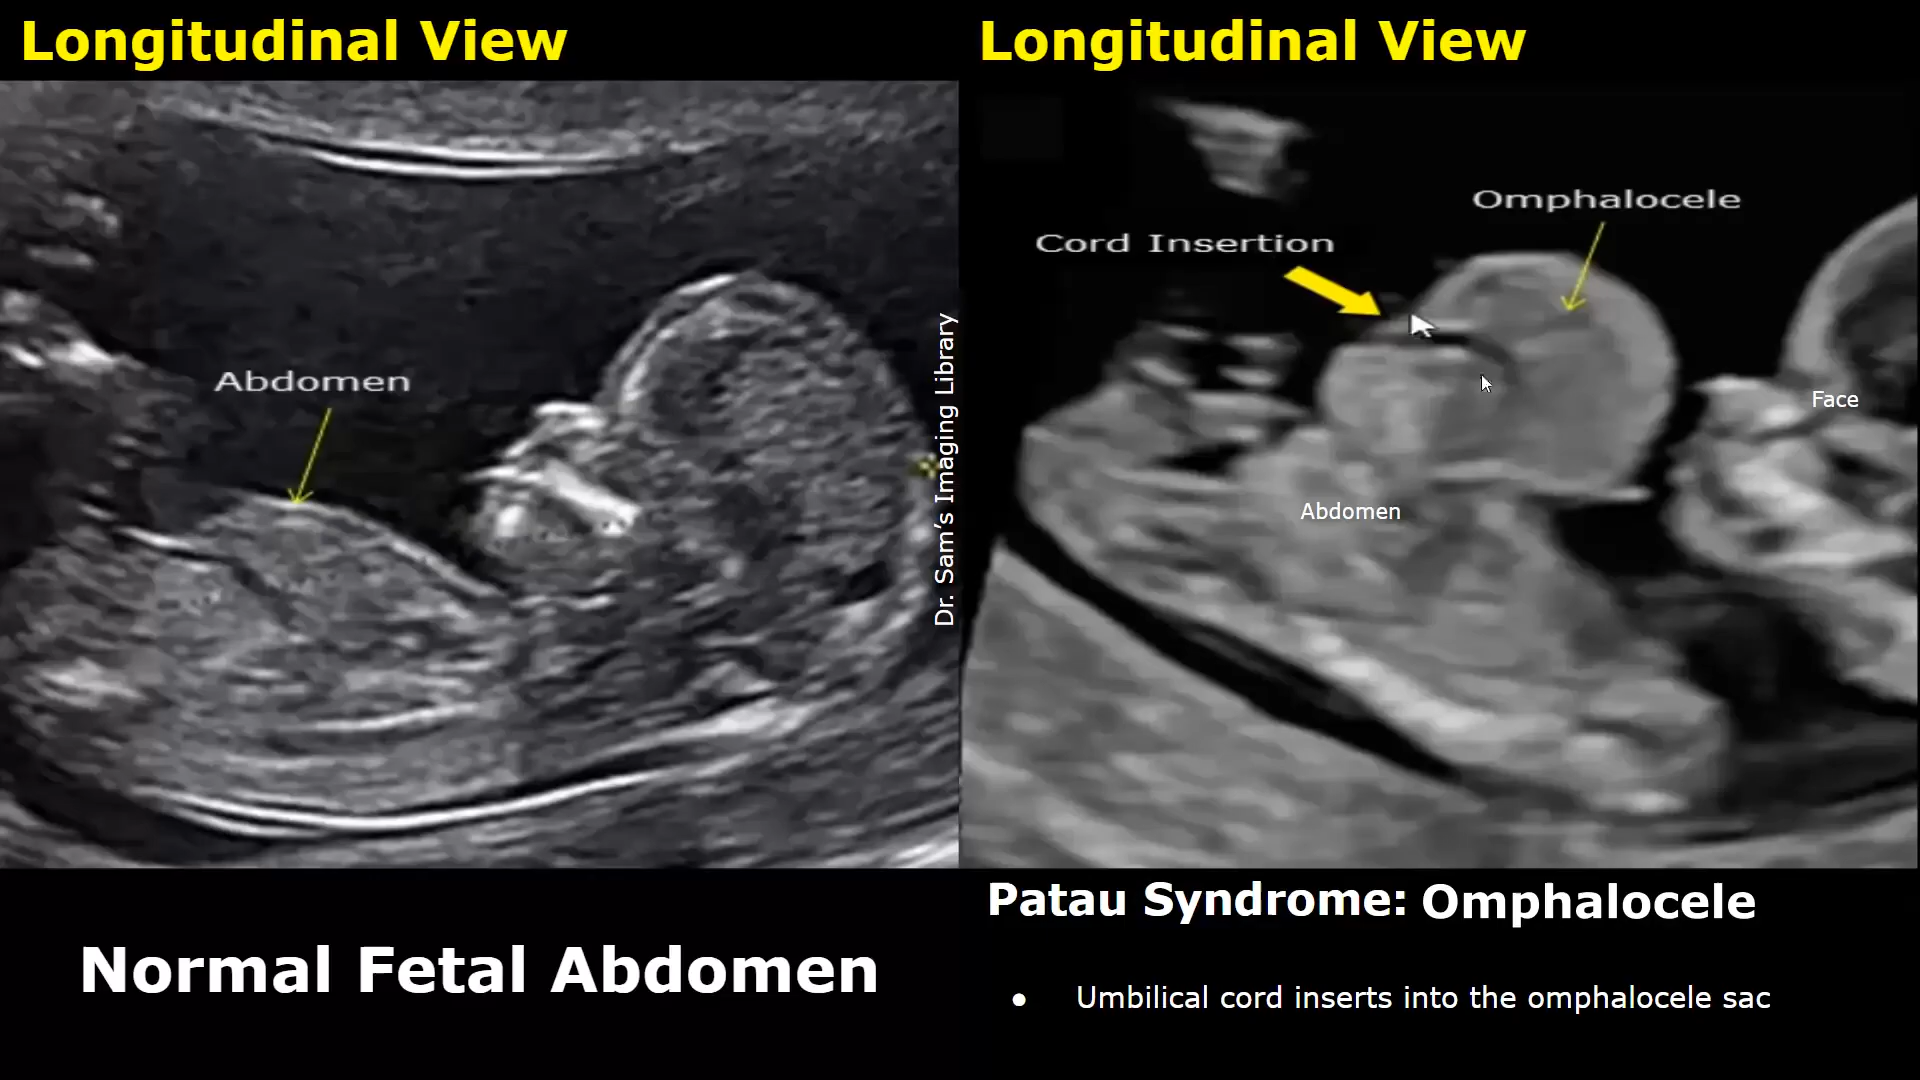 Longitudinal View
Abdomen
Dr. Sam’s Imaging Library
Normal Fetal Abdomen
Longitudinal View
Omphalocele
Cord Insertion
Face
Abdomen
Patau Syndrome: Omphalocele
● Umbilical cord inserts into the omphalocele sac